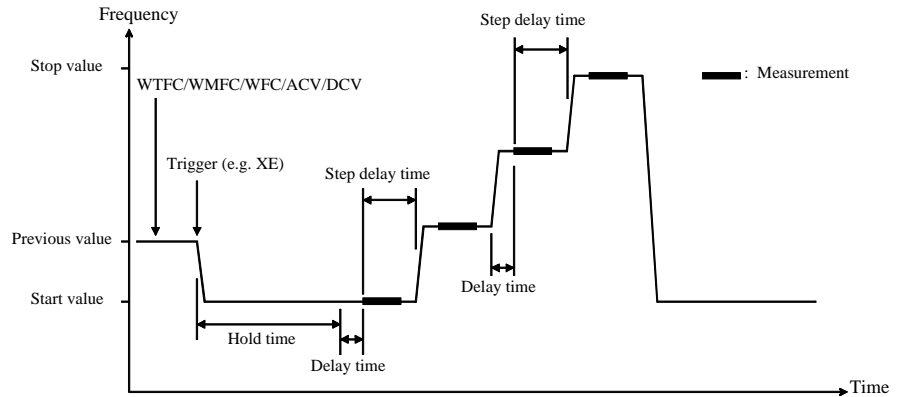 Frequency
Step delay time
Stop value
: Measurement
WTFC/WMFC/WFC/ACV/DCV
Trigger (e.g. XE)
Step delay time
Previous value
Delay time
Start value
Hold time
Delay time
Time